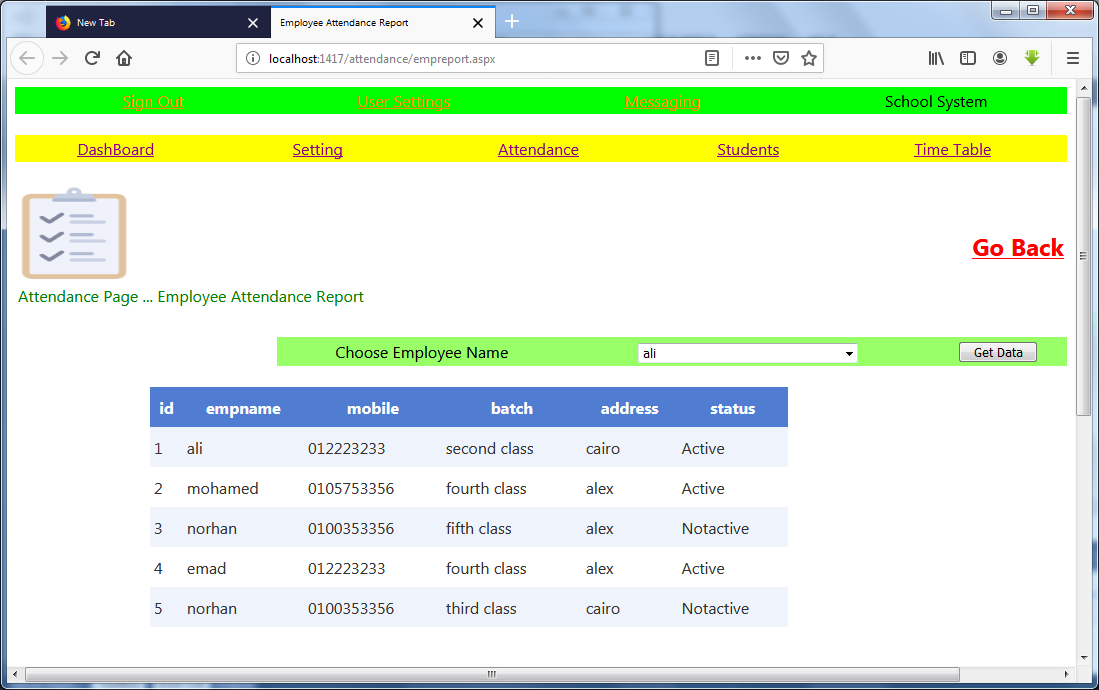 New Tab
Employee Attendance Report
localhost:1417/attendance/empreport.aspx
Sign Out User Settings Messaging School System
DashBoard Setting Attendance Students Time Table
Go Back
Attendance Page ... Employee Attendance Report
Choose Employee Name ali Get Data
id empname mobile batch address status
1 ali 012223233 second class cairo Active
2 mohamed 0105753356 fourth class alex Active
3 norhan 0100353356 fifth class alex Notactive
4 emad 012223233 fourth class alex Active
5 norhan 0100353356 third class cairo Notactive